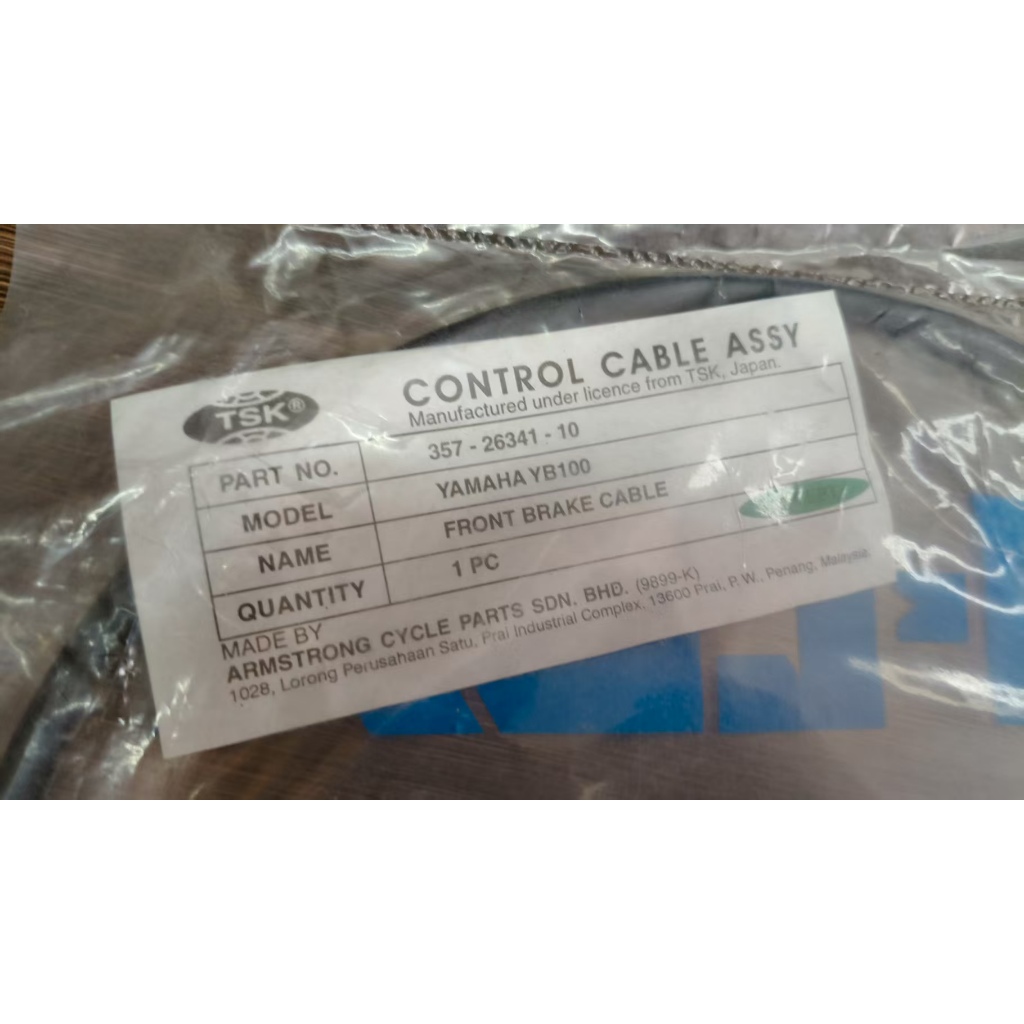 TSK®
CONTROL CABLE ASSY
Manufactured under licence from TSK, Japan.
PART NO. 357 - 26341 - 10
MODEL YAMAHA YB100
NAME FRONT BRAKE CABLE
QUANTITY 1 PC
MADE BY
ARMSTRONG CYCLE PARTS SDN. BHD. (9899-K)
1028, Lorong Perusahaan Satu, Prai Industrial Complex, 13600 Prai, P. W., Penang, Malaysia.